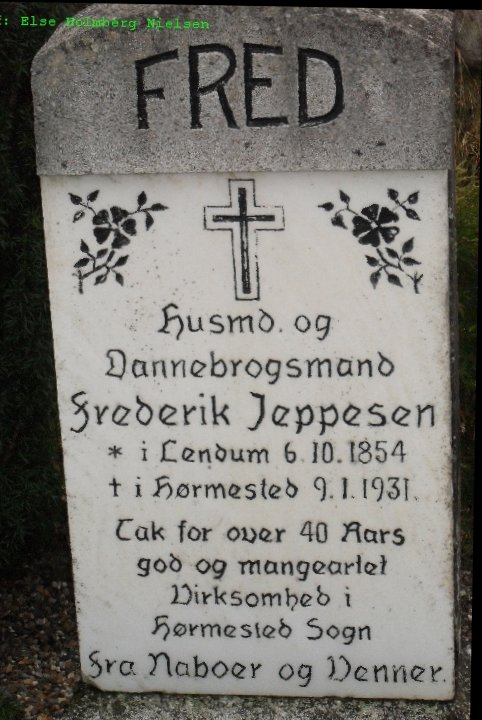 : Else Holmberg Nielsen
FRED
Husmd. og
Dannebrogsmand
Frederik Jeppesen
* i Lendum 6.10.1854
† i Hørmested 9.1.1931.
Tak for over 40 Aars
god og mangeartet
Virksomhed i
Hørmested Sogn
fra Naboer og Venner.